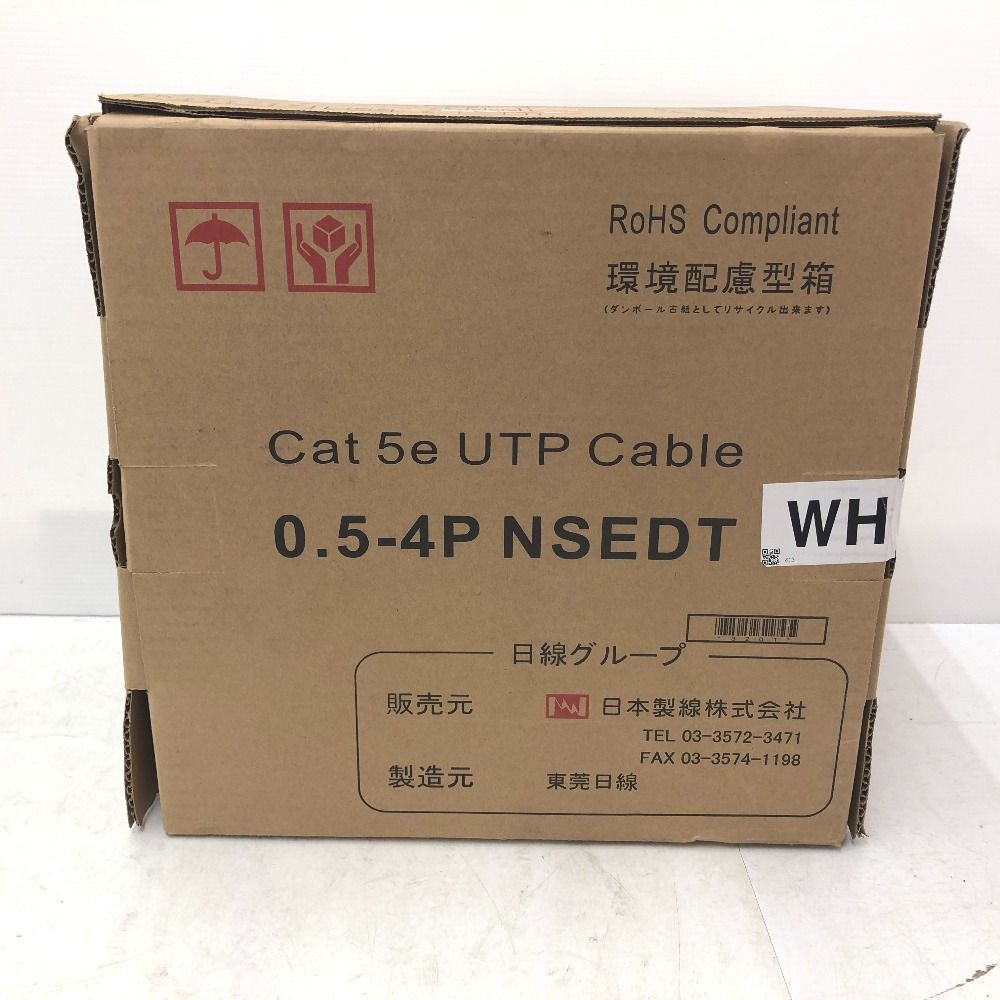 RoHS Compliant
環境配慮型箱
(ダンボール古紙としてリサイクル出来ます)
Cat 5e UTP Cable
0.5-4P NSEDT
WH
*3201*
日線グループ
販売元 日本製線株式会社
TEL 03-3572-3471
FAX 03-3574-1198
製造元 東莞日線